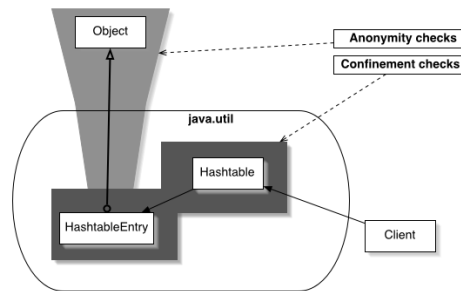 Object
Anonymity checks
Confinement checks
java.util
Hashtable
HashtableEntry
Client